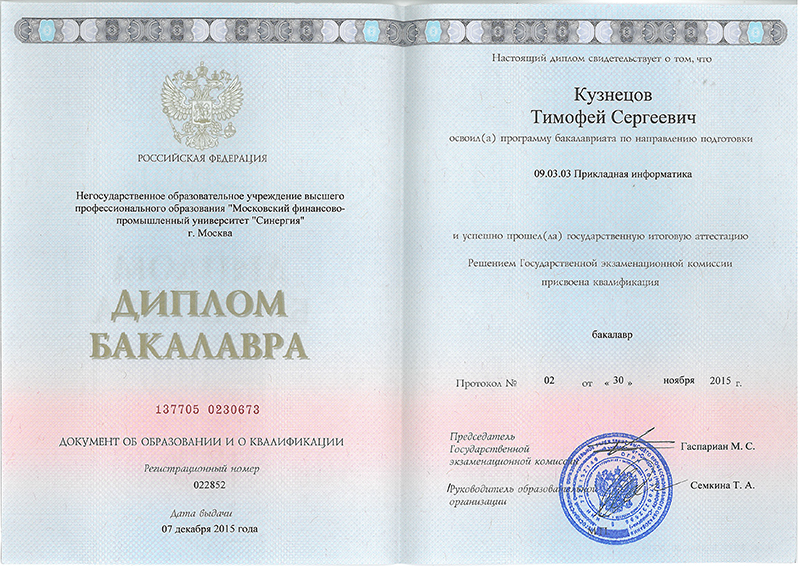 РОССИЙСКАЯ ФЕДЕРАЦИЯ
Негосударственное образовательное учреждение высшего
профессионального образования "Московский финансово-
промышленный университет "Синергия"
г. Москва
ДИПЛОМ
БАКАЛАВРА
137705 0230673
ДОКУМЕНТ ОБ ОБРАЗОВАНИИ И О КВАЛИФИКАЦИИ
Регистрационный номер
022852
Дата выдачи
07 декабря 2015 года
Настоящий диплом свидетельствует о том, что
Кузнецов
Тимофей Сергеевич
освоил(а) программу бакалавриата по направлению подготовки
09.03.03 Прикладная информатика
и успешно прошел(ла) государственную итоговую аттестацию
Решением Государственной экзаменационной комиссии
присвоена квалификация
бакалавр
Протокол № 02 от « 30 » ноября 2015 г.
Председатель
Государственной
экзаменационной комиссии
Гаспариан М. С.
Руководитель образовательной
организации
Семкина Т. А.